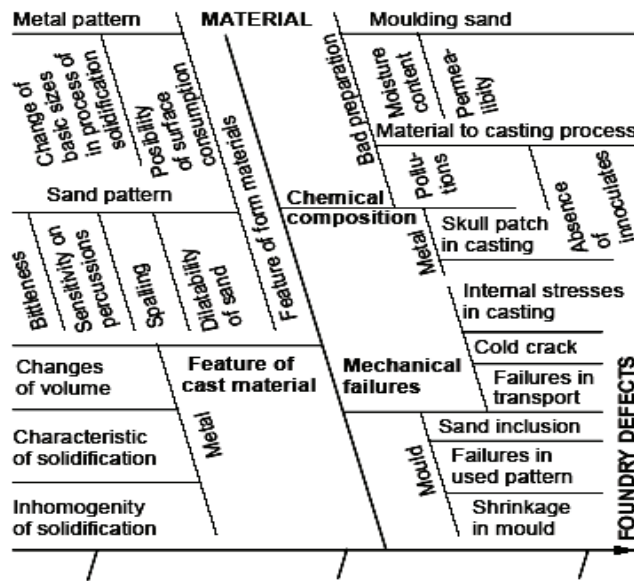 Metal pattern
MATERIAL
Moulding sand
Change of
basic sizes
in process of
solidification
Posibility
of surface
consumption
Feature of form materials
Bad preparation
Moisture
content
Perme-
alibity
Material to casting process
Sand pattern
Chemical
composition
Pollu-
tions
Absence
of
innoculates
Metal
Skull patch
in casting
Bittleness
Sensitivity on
percussions
Spalling
Dilatability
of sand
Internal stresses
in casting
Cold crack
Failures in
transport
Changes
of volume
Feature of
cast material
Mechanical
failures
Metal
Characteristic
of solidification
Inhomogenity
of solidification
Mould
Sand inclusion
Failures in
used pattern
Shrinkage
in mould
FOUNDRY DEFECTS